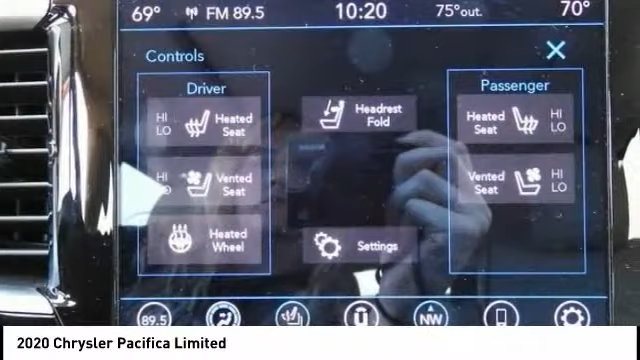 69° FM 89.5 10:20 75°out. 70°
Controls
Driver
Passenger
HI
LO
Heated
Seat
Headrest
Fold
Heated
Seat
HI
LO
HI
Vented
Seat
Vented
Seat
HI
LO
Heated
Wheel
Settings
89.5
NW
2020 Chrysler Pacifica Limited